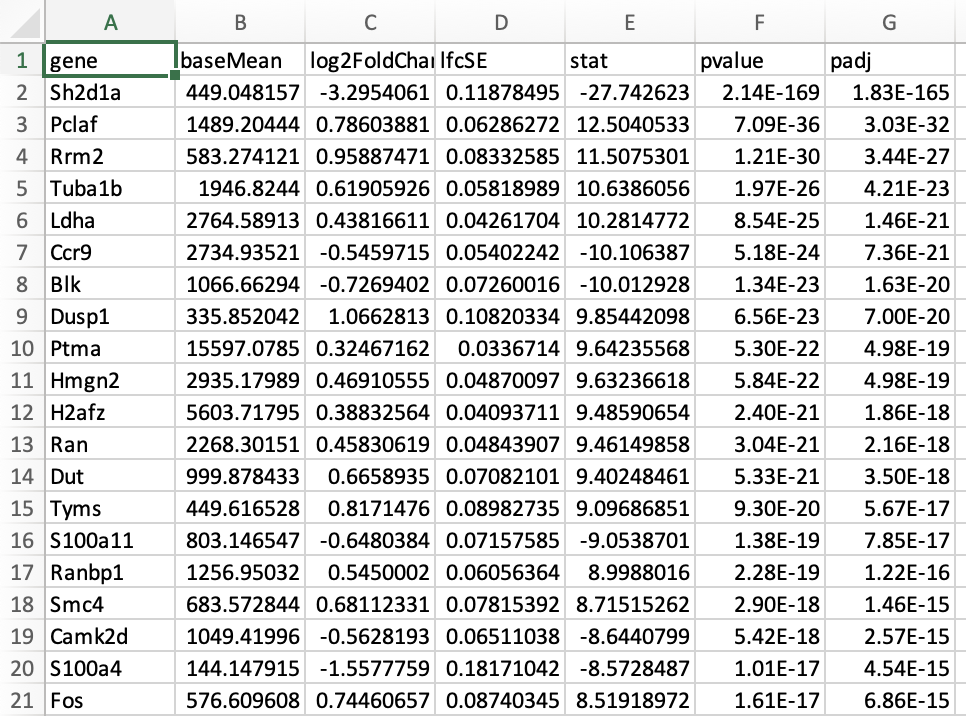 A B C D E F G
1 gene baseMean log2FoldChar lfcSE stat pvalue padj
2 Sh2d1a 449.048157 -3.2954061 0.11878495 -27.742623 2.14E-169 1.83E-165
3 Pclaf 1489.20444 0.78603881 0.06286272 12.5040533 7.09E-36 3.03E-32
4 Rrm2 583.274121 0.95887471 0.08332585 11.5075301 1.21E-30 3.44E-27
5 Tuba1b 1946.8244 0.61905926 0.05818989 10.6386056 1.97E-26 4.21E-23
6 Ldha 2764.58913 0.43816611 0.04261704 10.2814772 8.54E-25 1.46E-21
7 Ccr9 2734.93521 -0.5459715 0.05402242 -10.106387 5.18E-24 7.36E-21
8 Blk 1066.66294 -0.7269402 0.07260016 -10.012928 1.34E-23 1.63E-20
9 Dusp1 335.852042 1.0662813 0.10820334 9.85442098 6.56E-23 7.00E-20
10 Ptma 15597.0785 0.32467162 0.0336714 9.64235568 5.30E-22 4.98E-19
11 Hmgn2 2935.17989 0.46910555 0.04870097 9.63236618 5.84E-22 4.98E-19
12 H2afz 5603.71795 0.38832564 0.04093711 9.48590654 2.40E-21 1.86E-18
13 Ran 2268.30151 0.45830619 0.04843907 9.46149858 3.04E-21 2.16E-18
14 Dut 999.878433 0.6658935 0.07082101 9.40248461 5.33E-21 3.50E-18
15 Tyms 449.616528 0.8171476 0.08982735 9.09686851 9.30E-20 5.67E-17
16 S100a11 803.146547 -0.6480384 0.07157585 -9.0538701 1.38E-19 7.85E-17
17 Ranbp1 1256.95032 0.5450002 0.06056364 8.9988016 2.28E-19 1.22E-16
18 Smc4 683.572844 0.68112331 0.07815392 8.71515262 2.90E-18 1.46E-15
19 Camk2d 1049.41996 -0.5628193 0.06511038 -8.6440799 5.42E-18 2.57E-15
20 S100a4 144.147915 -1.5577759 0.18171042 -8.5728487 1.01E-17 4.54E-15
21 Fos 576.609608 0.74460657 0.08740345 8.51918972 1.61E-17 6.86E-15